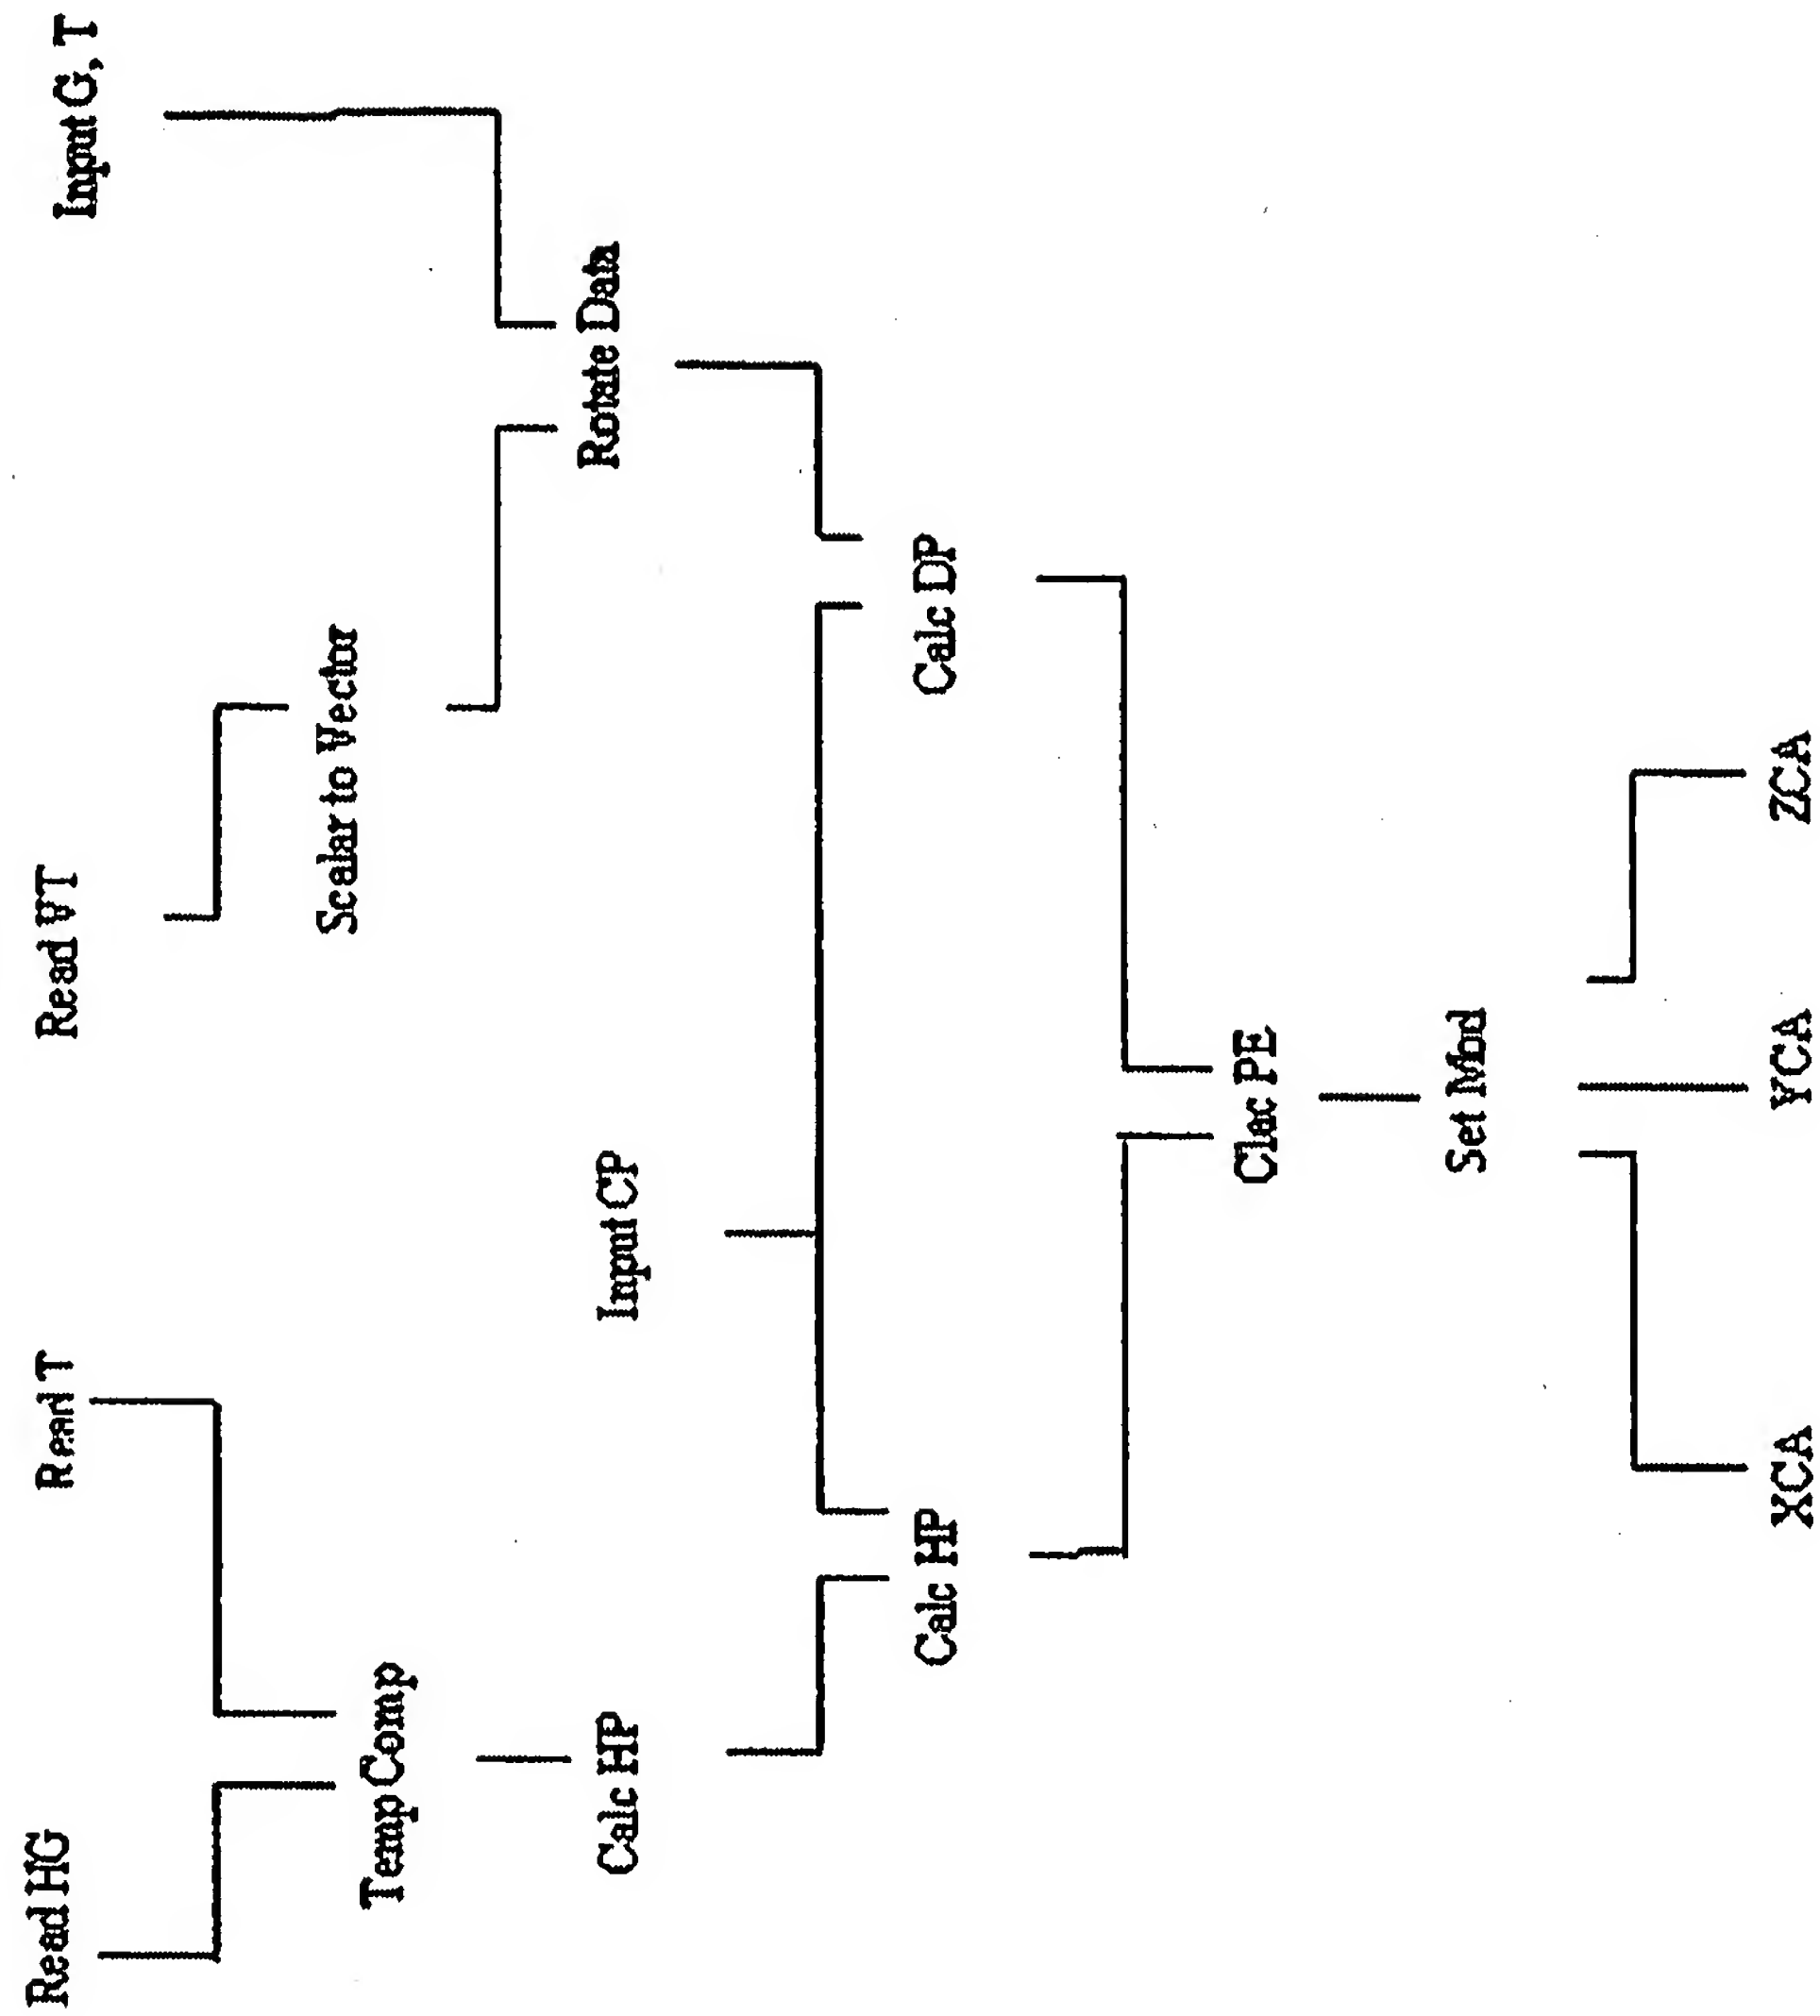 Read HG
Read T
Read VT
Input G, T
Temp Comp
Scalar to Vector
Calc HP
Input CP
Rotate Data
Calc HP
Calc DP
Clac PE
Set Mod
XCA
YCA
ZCA